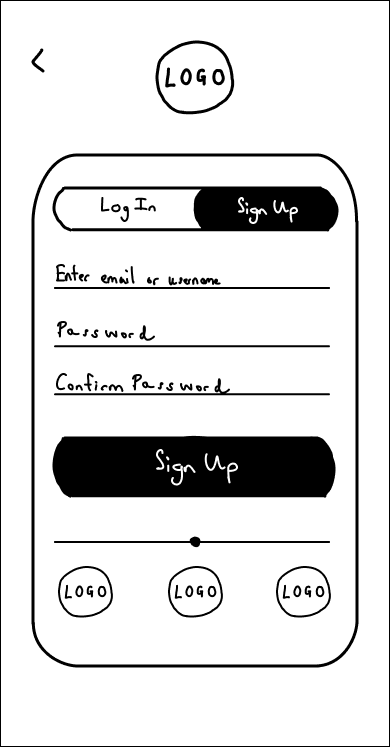 LOGO
Log In Sign Up
Enter email or username
Password
Confirm Password
Sign Up
LOGO LOGO LOGO